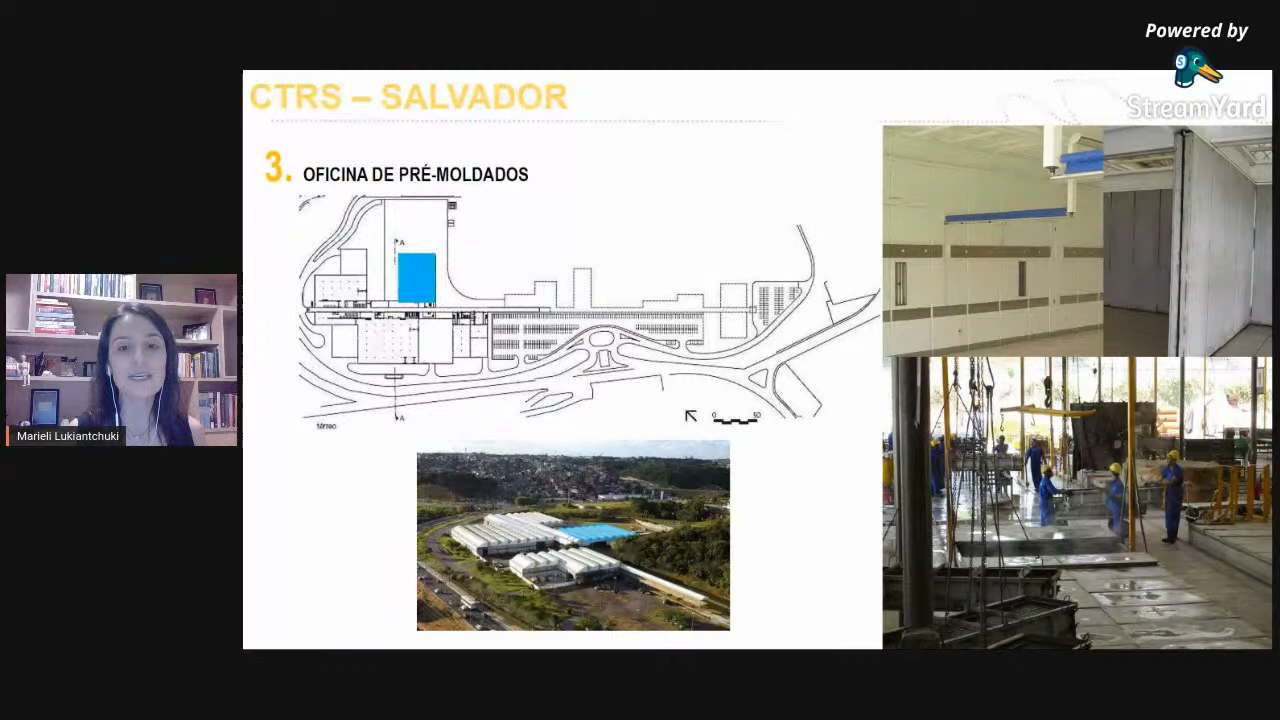 Powered by
StreamYard
CTRS – SALVADOR
3. OFICINA DE PRÉ-MOLDADOS
A
A
térreo
0 50
Marieli Lukiantchuki